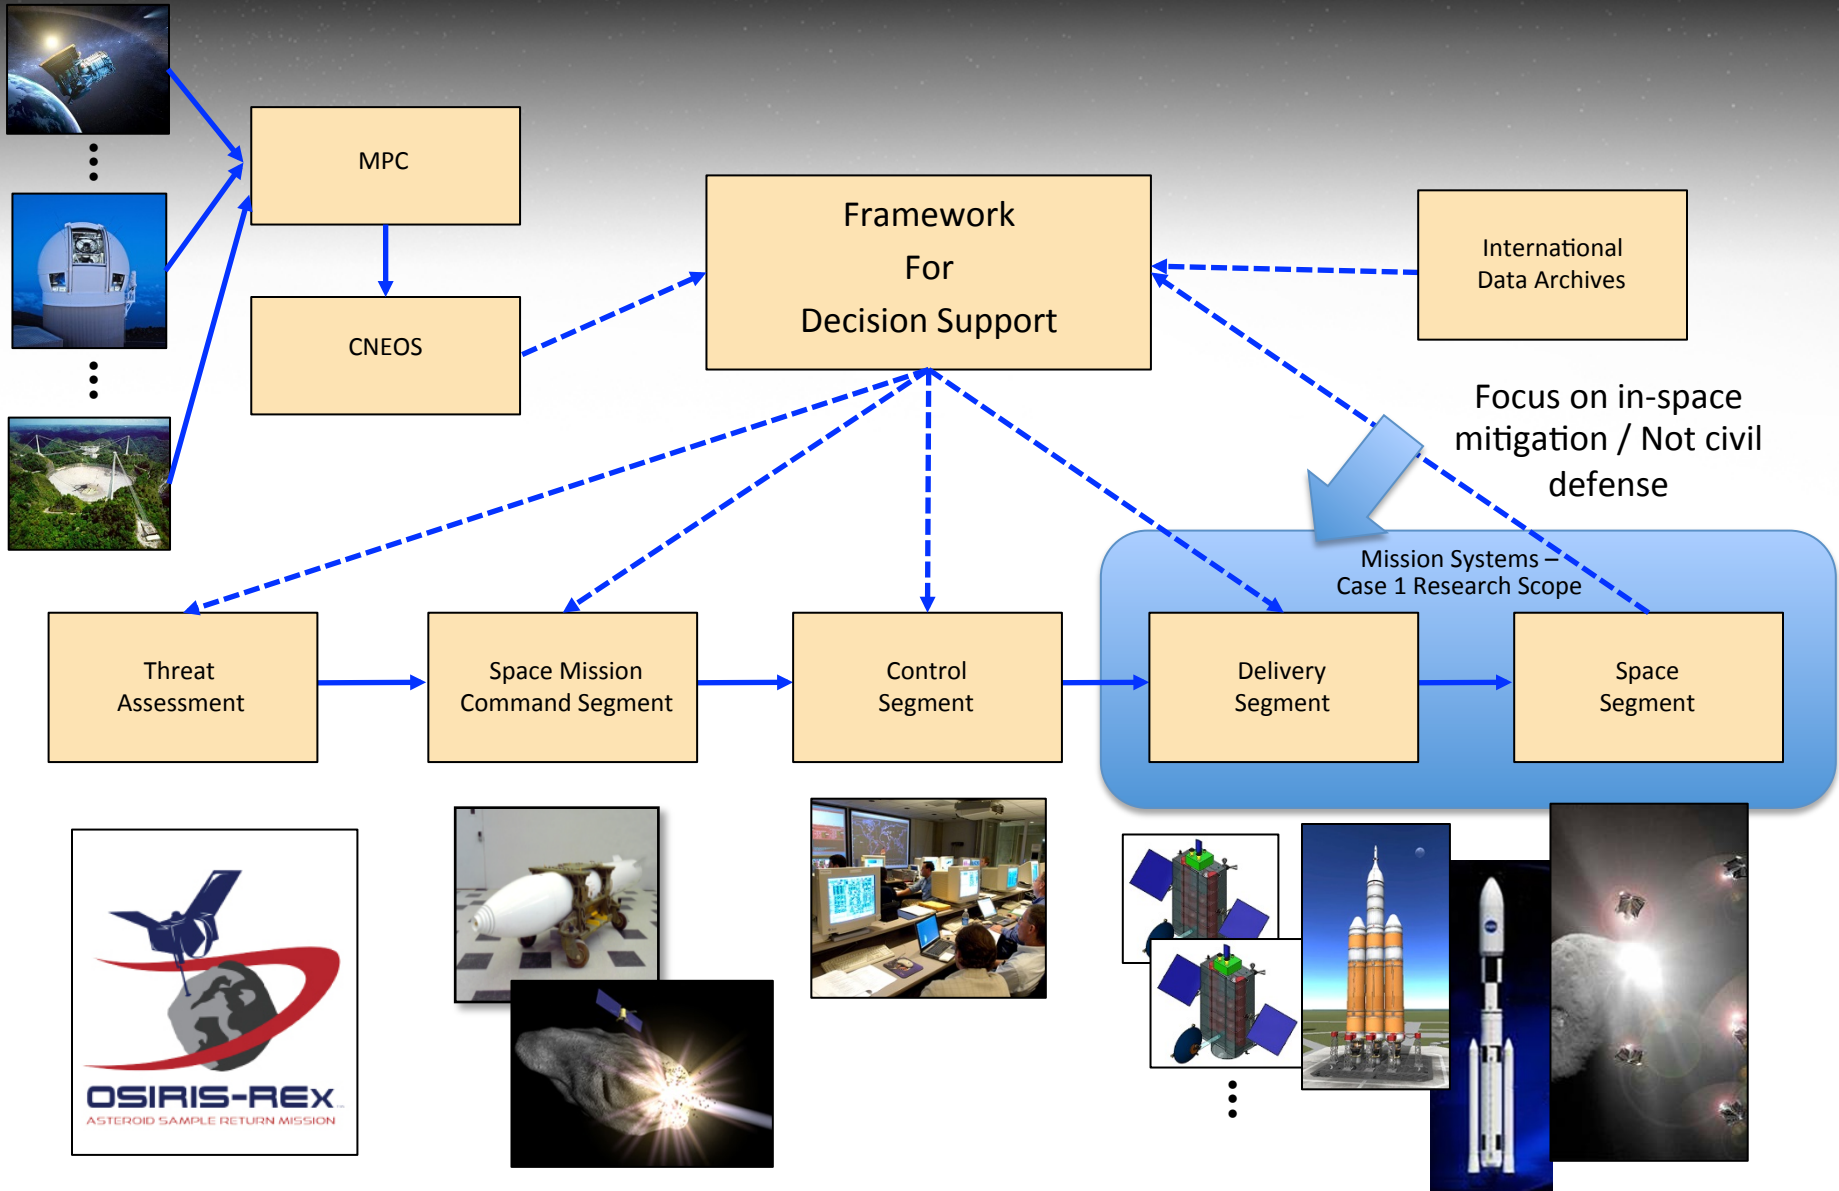 MPC
CNEOS
Framework
For
Decision Support
International
Data Archives
Focus on in-space
mitigation / Not civil
defense
Mission Systems –
Case 1 Research Scope
Threat
Assessment
Space Mission
Command Segment
Control
Segment
Delivery
Segment
Space
Segment
OSIRIS-REx
ASTEROID SAMPLE RETURN MISSION